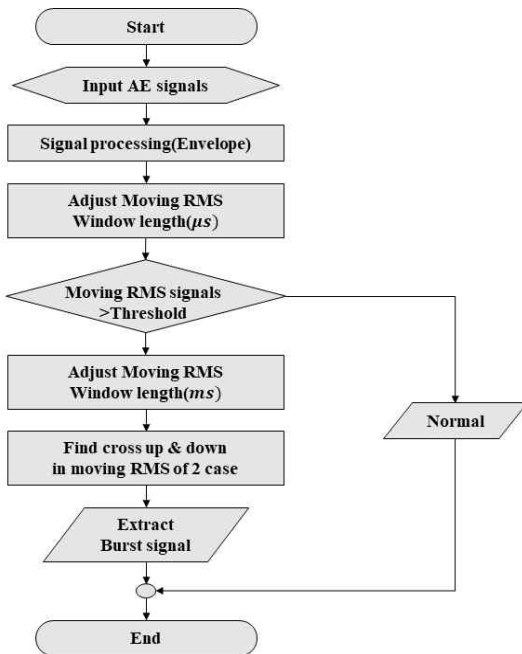 Start
Input AE signals
Signal processing(Envelope)
Adjust Moving RMS
Window length(μs)
Moving RMS signals
>Threshold
Adjust Moving RMS
Window length(ms)
Normal
Find cross up & down
in moving RMS of 2 case
Extract
Burst signal
End